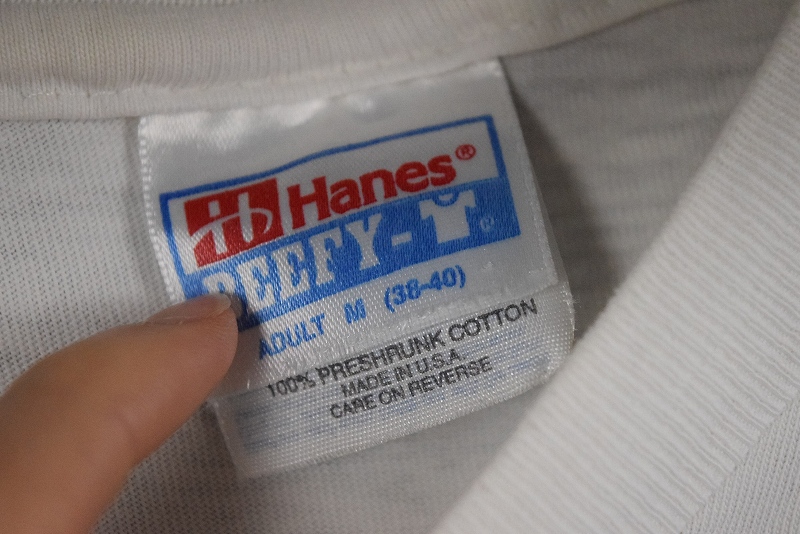 Hanes®
BEEFY-T®
ADULT M (38-40)
100% PRESHRUNK COTTON
MADE IN U.S.A.
CARE ON REVERSE